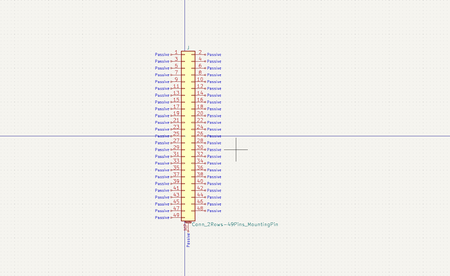 J
Passive 1 2 Passive
Passive 3 4 Passive
Passive 5 6 Passive
Passive 7 8 Passive
Passive 9 10 Passive
Passive 11 12 Passive
Passive 13 14 Passive
Passive 15 16 Passive
Passive 17 18 Passive
Passive 19 20 Passive
Passive 21 22 Passive
Passive 23 24 Passive
Passive 25 26 Passive
Passive 27 28 Passive
Passive 29 30 Passive
Passive 31 32 Passive
Passive 33 34 Passive
Passive 35 36 Passive
Passive 37 38 Passive
Passive 39 40 Passive
Passive 41 42 Passive
Passive 43 44 Passive
Passive 45 46 Passive
Passive 47 48 Passive
Passive 49
Conn_2Rows-49Pins_MountingPin
Passive